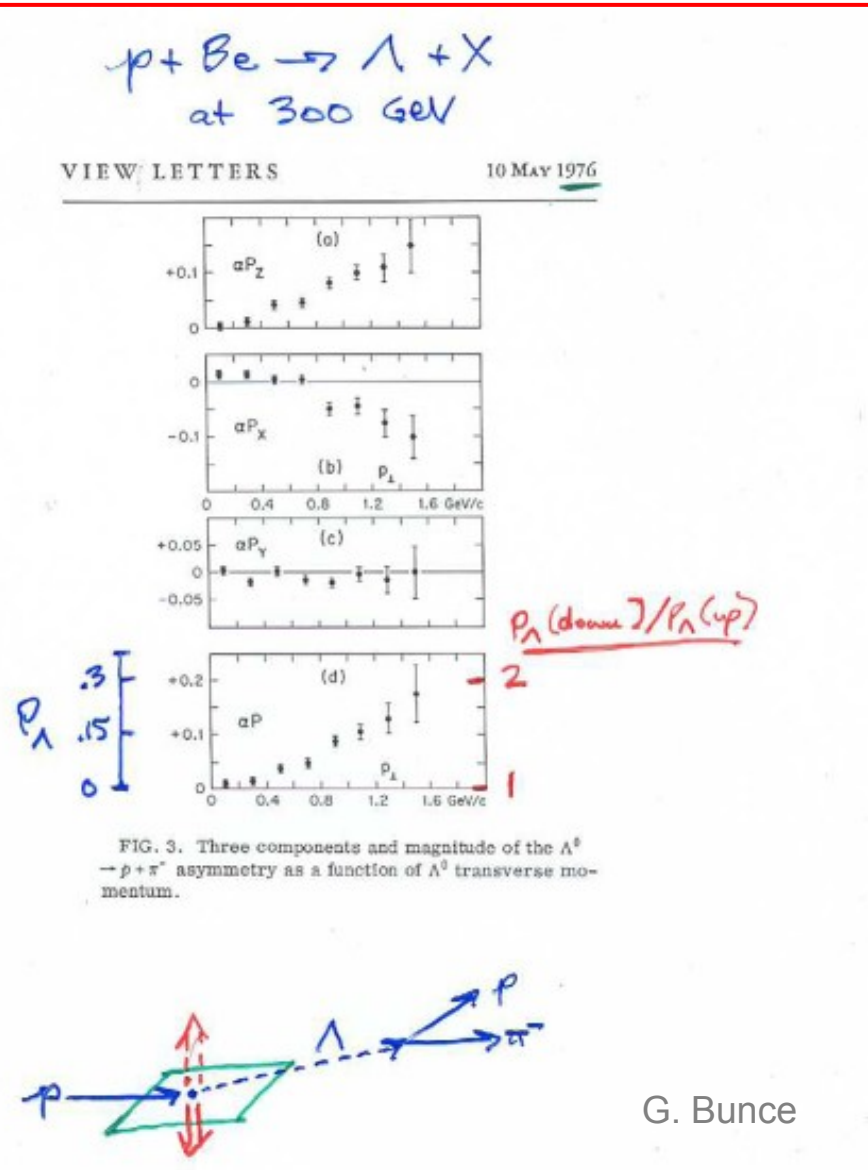 p + Be → Λ + X
at 300 GeV
VIEW LETTERS 10 MAY 1976
(a)
+0.1 αP_Z
0
0
αP_X
-0.1
(b) p_⊥
0 0.4 0.8 1.2 1.6 GeV/c
(c)
+0.05 αP_Y
0
-0.05
P_Λ (down)/P_Λ (up)
.3 +0.2 (d) 2
P_Λ .15 +0.1 αP
p_⊥
0 0 1
0 0.4 0.8 1.2 1.6 GeV/c
FIG. 3. Three components and magnitude of the Λ⁰
→ p + π⁻ asymmetry as a function of Λ⁰ transverse mo-
mentum.
p
Λ
π⁻
p
G. Bunce